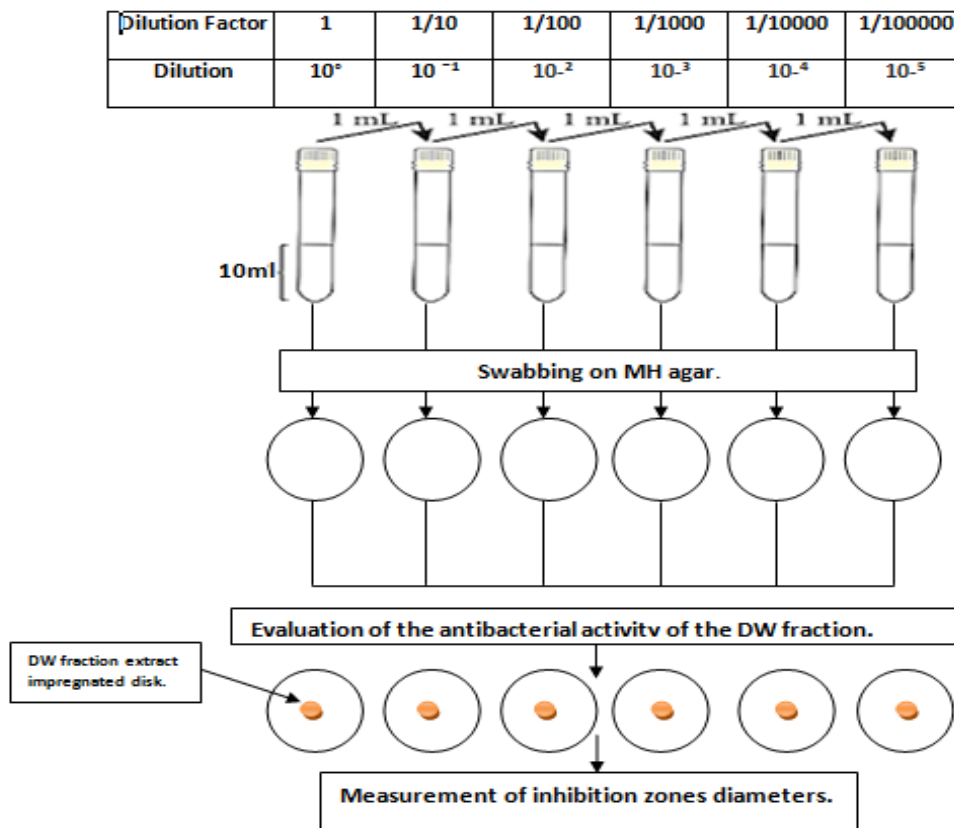 Dilution Factor 1 1/10 1/100 1/1000 1/10000 1/100000
Dilution 10° 10 ⁻¹ 10-² 10-³ 10-⁴ 10-⁵
1 mL 1 mL 1 mL 1 mL 1 mL
10ml
Swabbing on MH agar.
Evaluation of the antibacterial activity of the DW fraction.
DW fraction extract
impregnated disk.
Measurement of inhibition zones diameters.